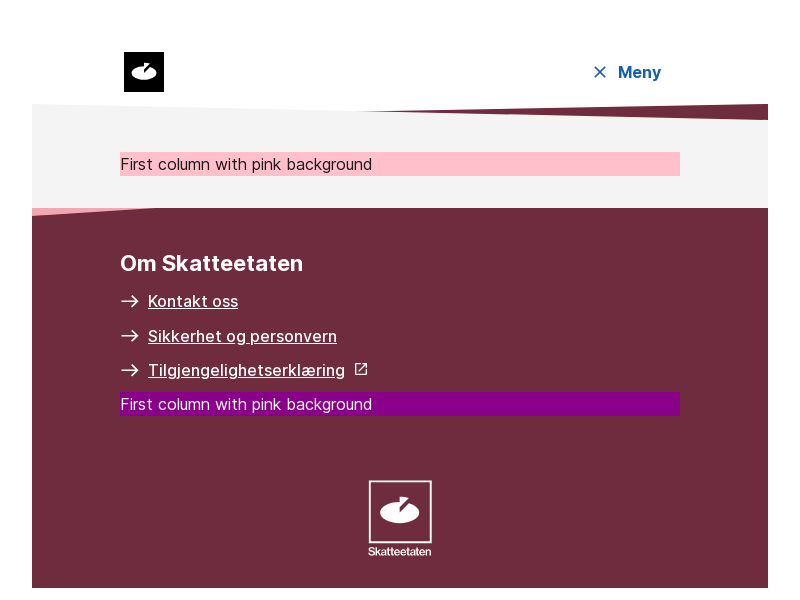 Meny
First column with pink background
Om Skatteetaten
Kontakt oss
Sikkerhet og personvern
Tilgjengelighetserklæring
First column with pink background
Skatteetaten